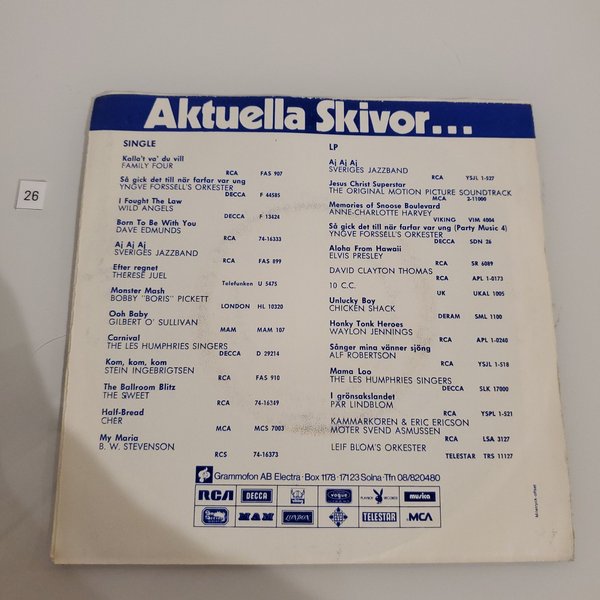 26
Aktuella Skivor...
SINGLE
Kalla't va' du vill
FAMILY FOUR
RCA FAS 907
Så gick det till när farfar var ung
YNGVE FORSSELL'S ORKESTER
DECCA F 44585
I Fought The Law
WILD ANGELS
DECCA F 13424
Born To Be With You
DAVE EDMUNDS
RCA 74-16333
Aj Aj Aj
SVERIGES JAZZBAND
RCA FAS 899
Efter regnet
THERESE JUEL
Telefunken U 5475
Monster Mash
BOBBY "BORIS" PICKETT
LONDON HL 10320
Ooh Baby
GILBERT O' SULLIVAN
MAM MAM 107
Carnival
THE LES HUMPHRIES SINGERS
DECCA D 29214
Kom, kom, kom
STEIN INGEBRIGTSEN
RCA FAS 910
The Ballroom Blitz
THE SWEET
RCA 74-16349
Half-Bread
CHER
MCA MCS 7003
My Maria
B. W. STEVENSON
RCS 74-16373
LP
Aj Aj Aj
SVERIGES JAZZBAND
RCA YSJL 1-527
Jesus Christ Superstar
THE ORIGINAL MOTION PICTURE SOUNDTRACK
MCA 2-11000
Memories of Snoose Boulevard
ANNE-CHARLOTTE HARVEY
VIKING VIM 4004
Så gick det till när farfar var ung (Party Music 4)
YNGVE FORSSELL'S ORKESTER
DECCA SDN 26
Aloha From Hawaii
ELVIS PRESLEY
RCA SR 6089
DAVID CLAYTON THOMAS
RCA APL 1-0173
10 C.C.
UK UKAL 1005
Unlucky Boy
CHICKEN SHACK
DERAM SML 1100
Honky Tonk Heroes
WAYLON JENNINGS
RCA APL 1-0240
Sånger mina vänner sjöng
ALF ROBERTSON
RCA YSJL 1-518
Mama Loo
THE LES HUMPHRIES SINGERS
DECCA SLK 17000
I grönsakslandet
PÄR LINDBLOM
RCA YSPL 1-521
KAMMARKÖREN & ERIC ERICSON
MÖTER SVEND ASMUSSEN
RCA LSA 3127
LEIF BLOM'S ORKESTER
TELESTAR TRS 11127
Grammofon AB Electra · Box 1178 · 17123 Solna · Tfn 08/820480
RCA DECCA vogue PLAYBOY RECORDS musika
MAM LONDON TELEFUNKEN TELESTAR MCA